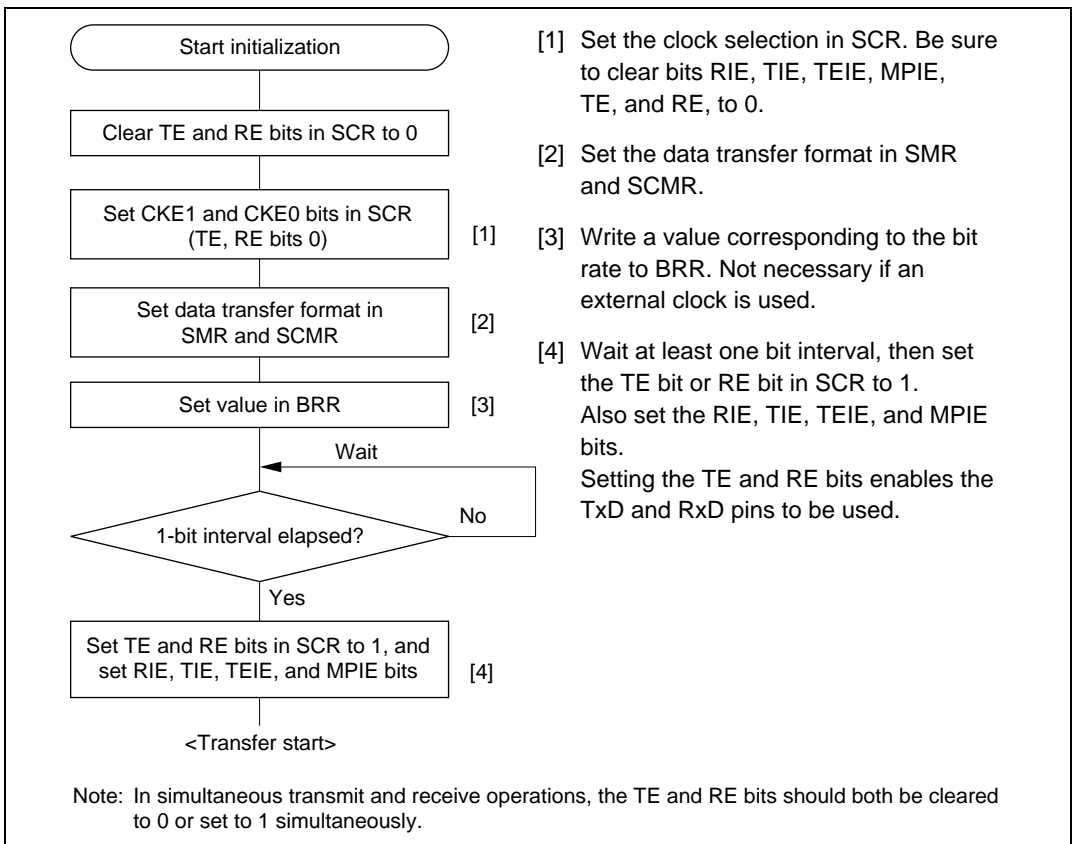 Start initialization
Clear TE and RE bits in SCR to 0
Set CKE1 and CKE0 bits in SCR
(TE, RE bits 0)
[1]
Set data transfer format in
SMR and SCMR
[2]
Set value in BRR
[3]
Wait
1-bit interval elapsed?
No
Yes
Set TE and RE bits in SCR to 1, and
set RIE, TIE, TEIE, and MPIE bits
[4]
<Transfer start>
[1] Set the clock selection in SCR. Be sure
to clear bits RIE, TIE, TEIE, MPIE,
TE, and RE, to 0.
[2] Set the data transfer format in SMR
and SCMR.
[3] Write a value corresponding to the bit
rate to BRR. Not necessary if an
external clock is used.
[4] Wait at least one bit interval, then set
the TE bit or RE bit in SCR to 1.
Also set the RIE, TIE, TEIE, and MPIE
bits.
Setting the TE and RE bits enables the
TxD and RxD pins to be used.
Note: In simultaneous transmit and receive operations, the TE and RE bits should both be cleared
to 0 or set to 1 simultaneously.